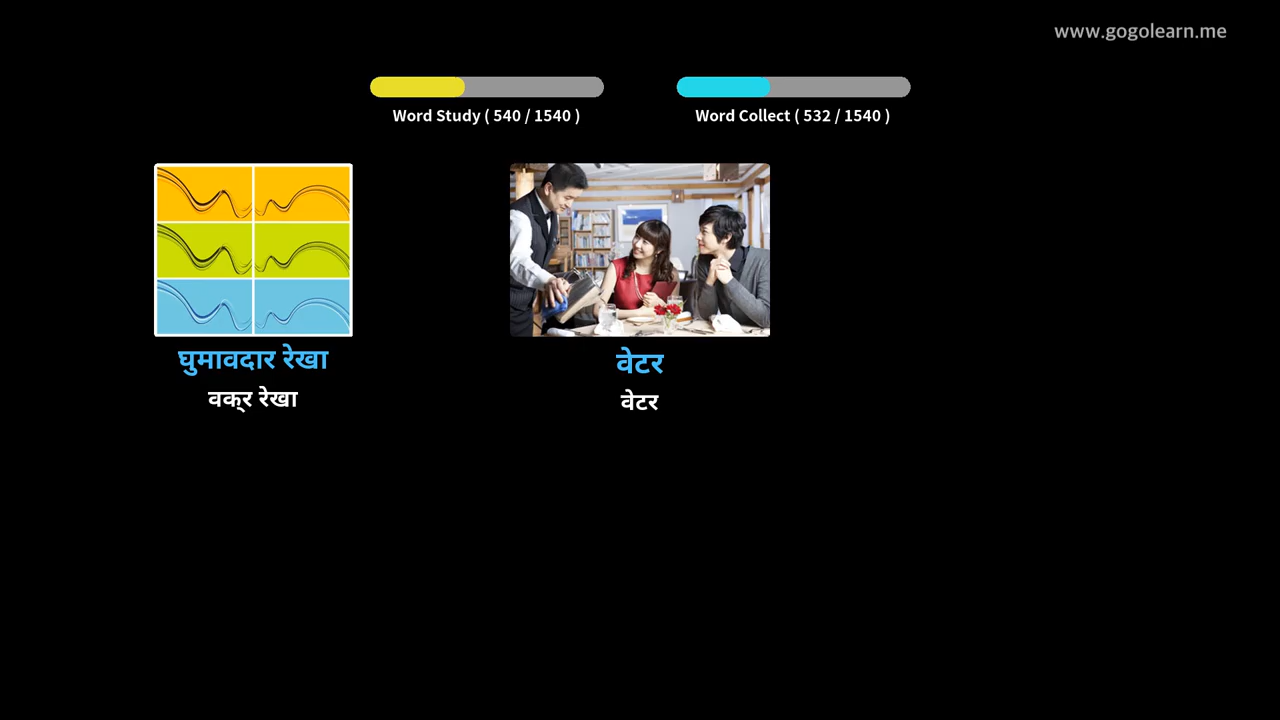 www.gogolearn.me
Word Study ( 540 / 1540 )
Word Collect ( 532 / 1540 )
घुमावदार रेखा
वक्र रेखा
वेटर
वेटर